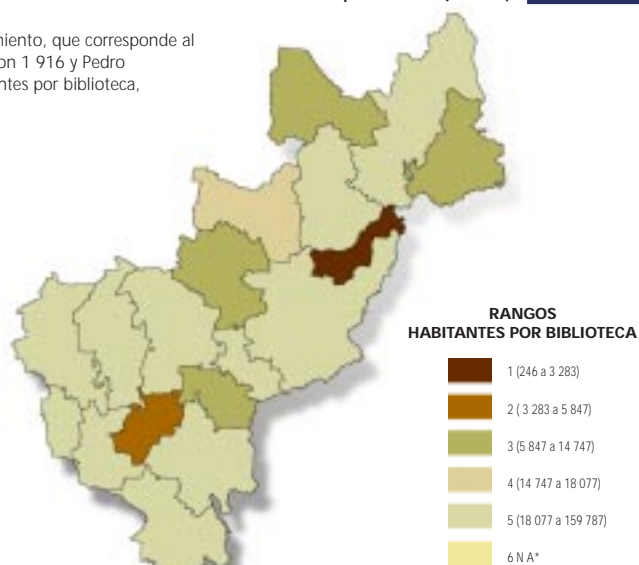 miento, que corresponde al
on 1 916 y Pedro
ntes por biblioteca,
RANGOS
HABITANTES POR BIBLIOTECA
1 (246 a 3 283)
2 ( 3 283 a 5 847)
3 (5 847 a 14 747)
4 (14 747 a 18 077)
5 (18 077 a 159 787)
6 N A*